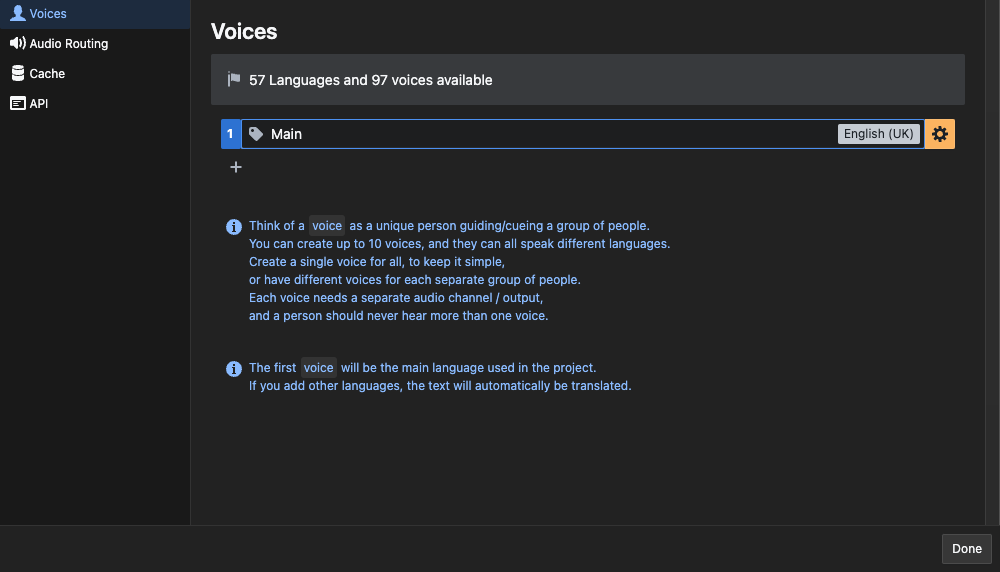 Voices
Audio Routing
Cache
API
Voices
57 Languages and 97 voices available
1 Main English (UK)
Think of a voice as a unique person guiding/cueing a group of people.
You can create up to 10 voices, and they can all speak different languages.
Create a single voice for all, to keep it simple,
or have different voices for each separate group of people.
Each voice needs a separate audio channel / output,
and a person should never hear more than one voice.
The first voice will be the main language used in the project.
If you add other languages, the text will automatically be translated.
Done